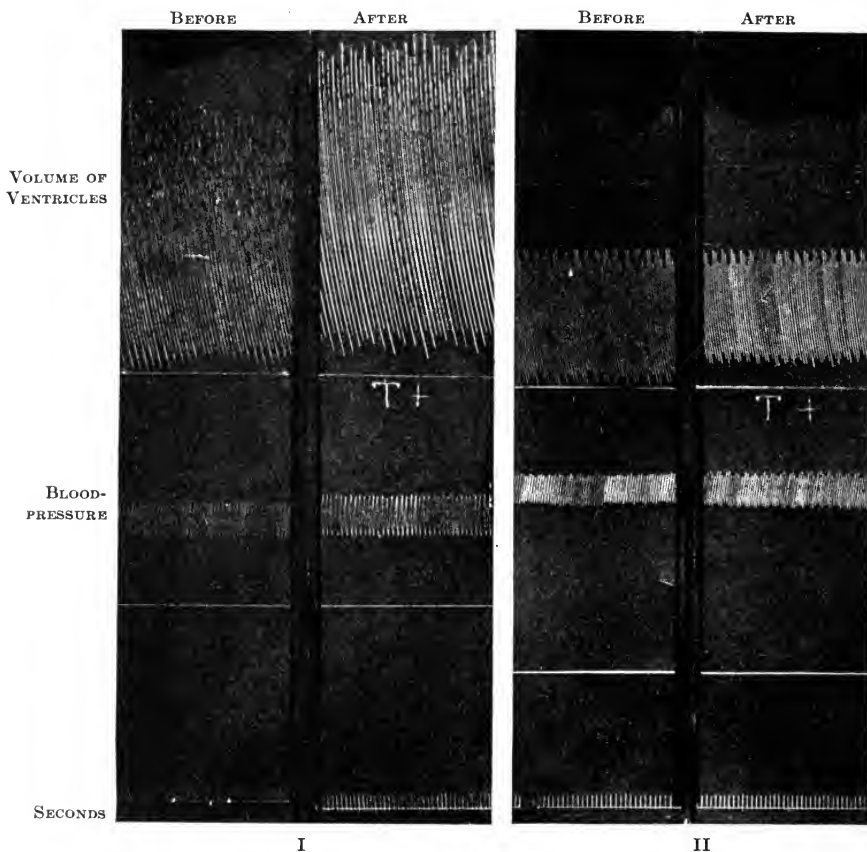 BEFORE AFTER BEFORE AFTER
VOLUME OF
VENTRICLES
T + T +
BLOOD-
PRESSURE
SECONDS
I II